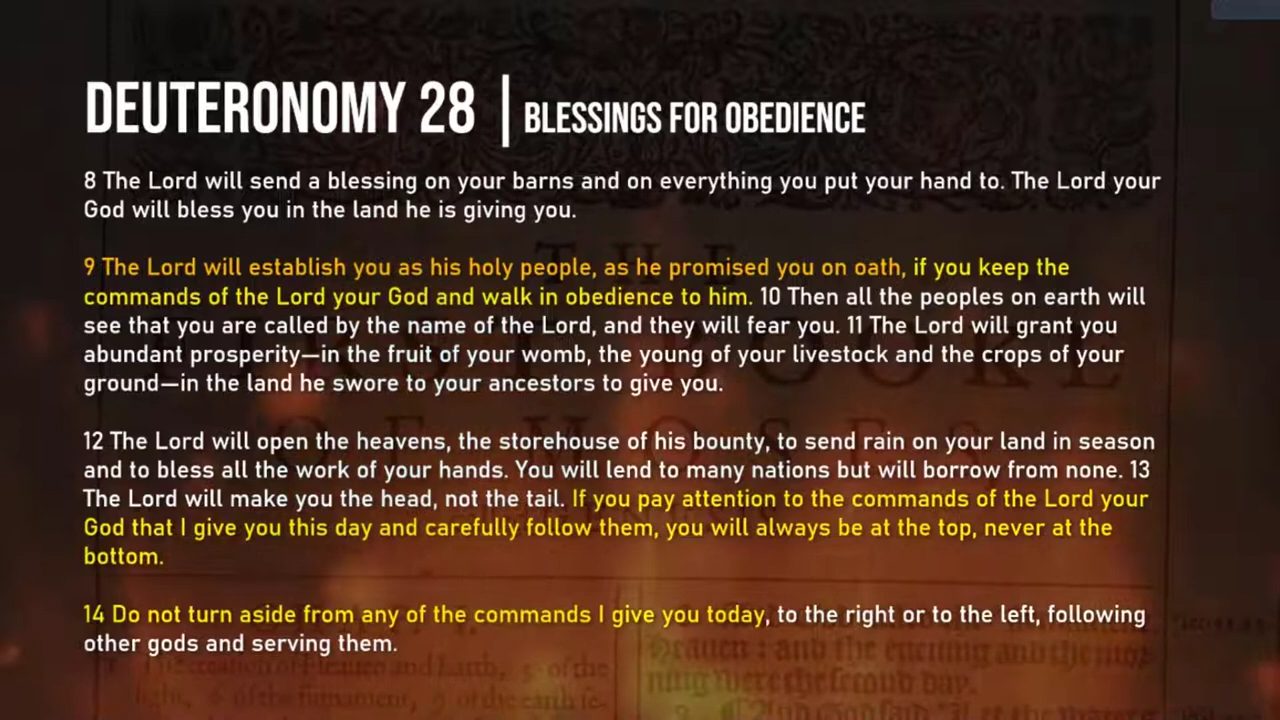 DEUTERONOMY 28 | BLESSINGS FOR OBEDIENCE
8 The Lord will send a blessing on your barns and on everything you put your hand to. The Lord your
God will bless you in the land he is giving you.
9 The Lord will establish you as his holy people, as he promised you on oath, if you keep the
commands of the Lord your God and walk in obedience to him. 10 Then all the peoples on earth will
see that you are called by the name of the Lord, and they will fear you. 11 The Lord will grant you
abundant prosperity—in the fruit of your womb, the young of your livestock and the crops of your
ground—in the land he swore to your ancestors to give you.
12 The Lord will open the heavens, the storehouse of his bounty, to send rain on your land in season
and to bless all the work of your hands. You will lend to many nations but will borrow from none. 13
The Lord will make you the head, not the tail. If you pay attention to the commands of the Lord your
God that I give you this day and carefully follow them, you will always be at the top, never at the
bottom.
14 Do not turn aside from any of the commands I give you today, to the right or to the left, following
other gods and serving them.
THE
FIRST BOOKE
OF MOSES